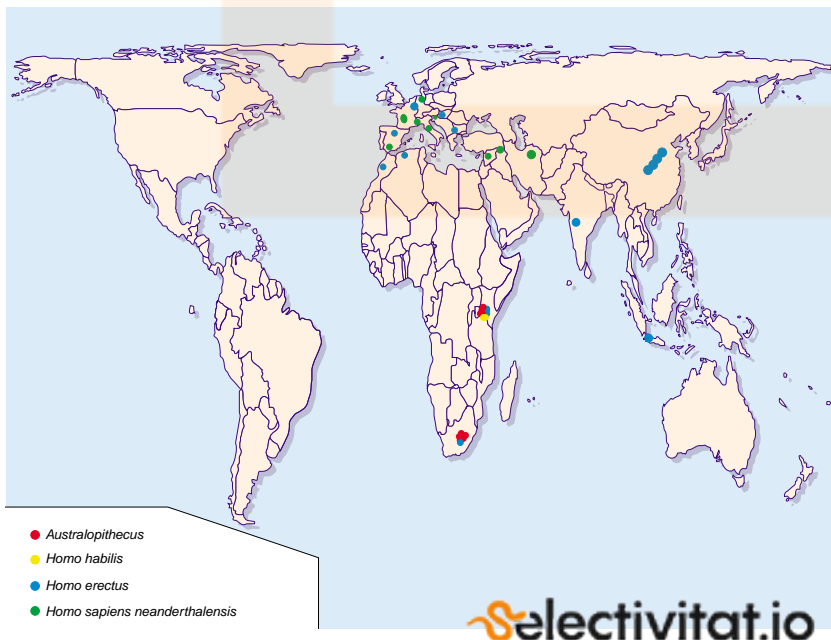 Australopithecus
Homo habilis
Homo erectus
Homo sapiens neanderthalensis
Selectivitat.io